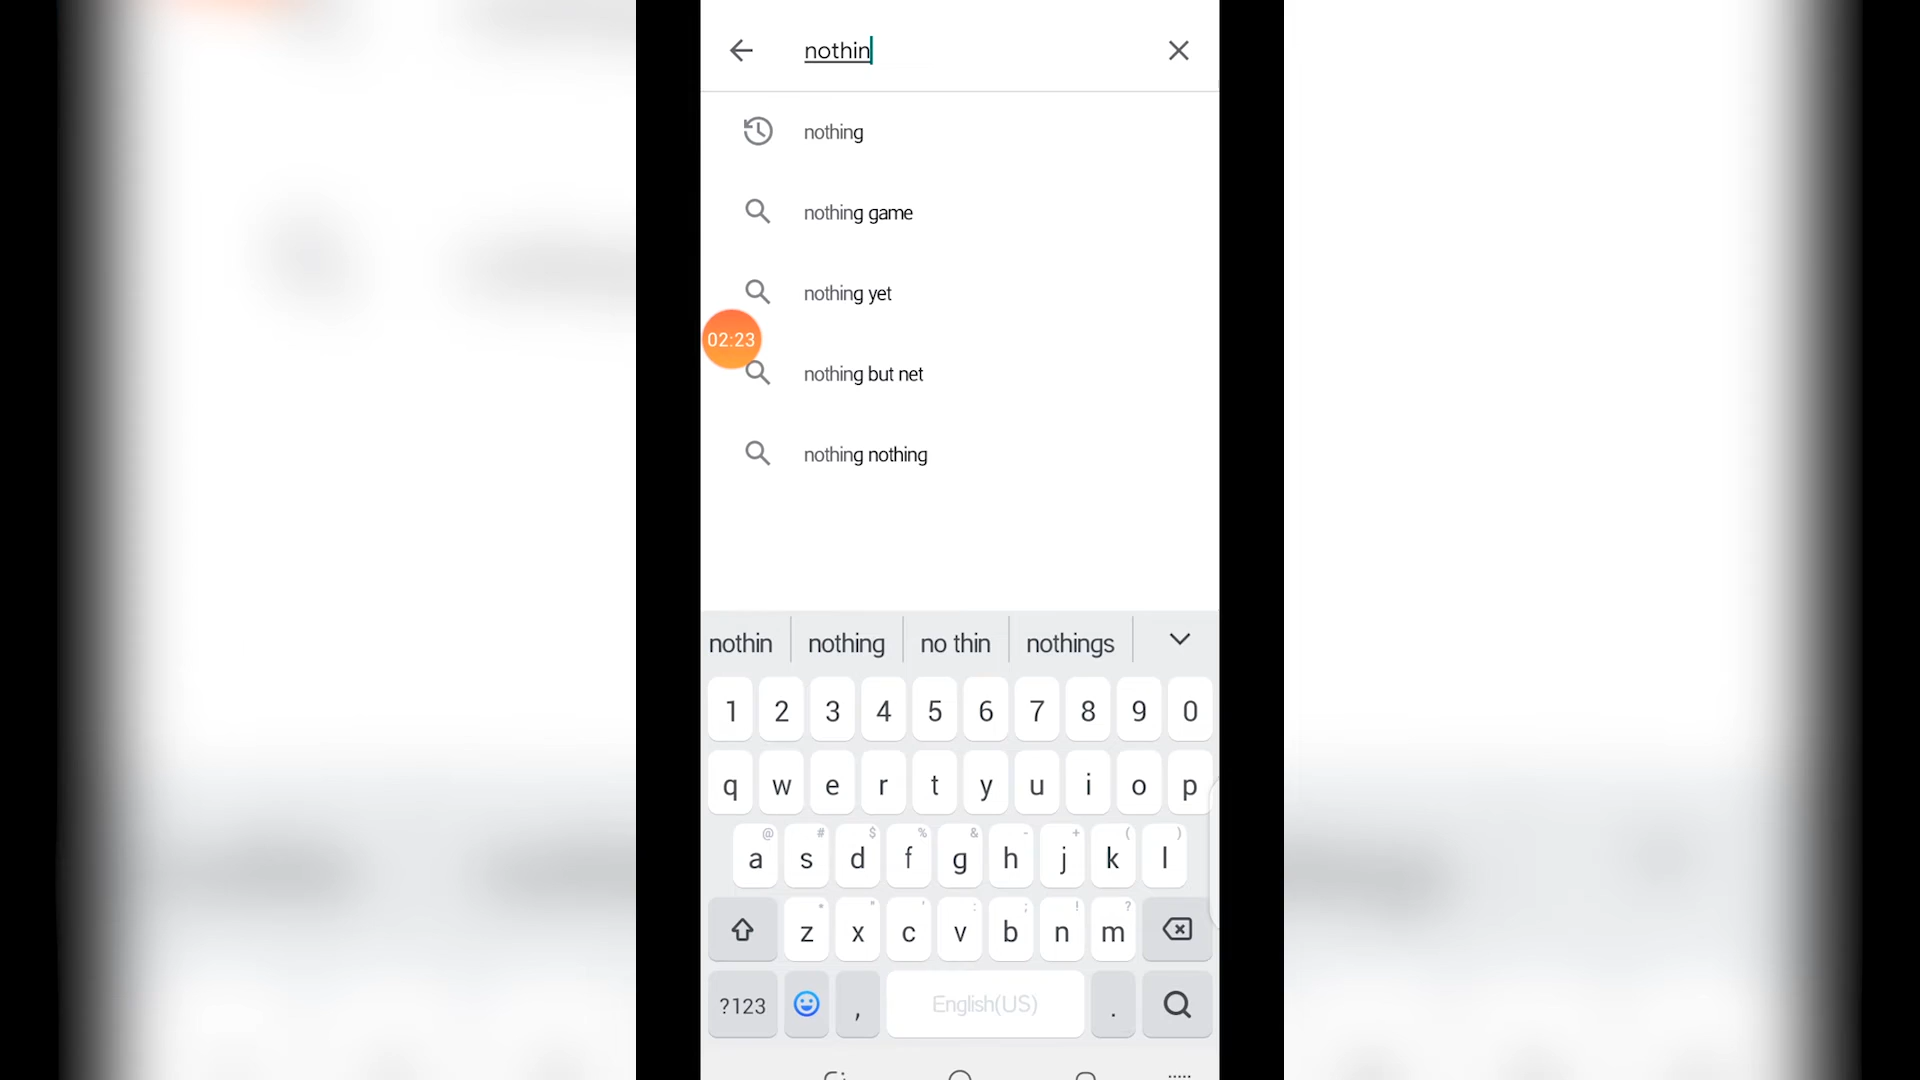 nothin
nothing
nothing game
nothing yet
02:23
nothing but net
nothing nothing
nothin nothing no thin nothings
1 2 3 4 5 6 7 8 9 0
q w e r t y u i o p
@ # $ % & - + ( )
a s d f g h j k l
* " ' : ; ! ?
z x c v b n m
?123 , English(US) .